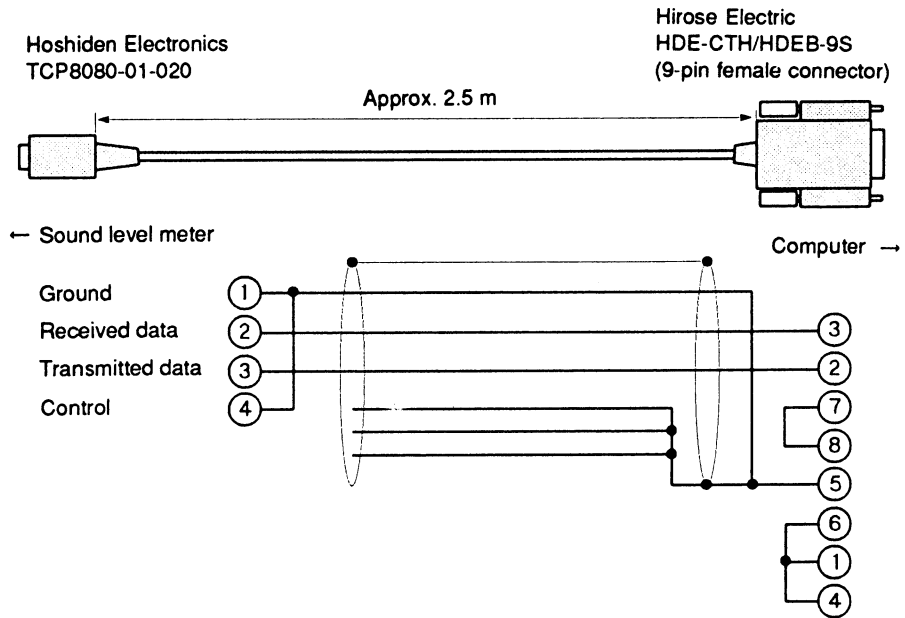 Hoshiden Electronics
TCP8080-01-020
Hirose Electric
HDE-CTH/HDEB-9S
(9-pin female connector)
Approx. 2.5 m
← Sound level meter
Computer →
Ground 1
Received data 2 3
Transmitted data 3 2
Control 4 7
8
5
6
1
4